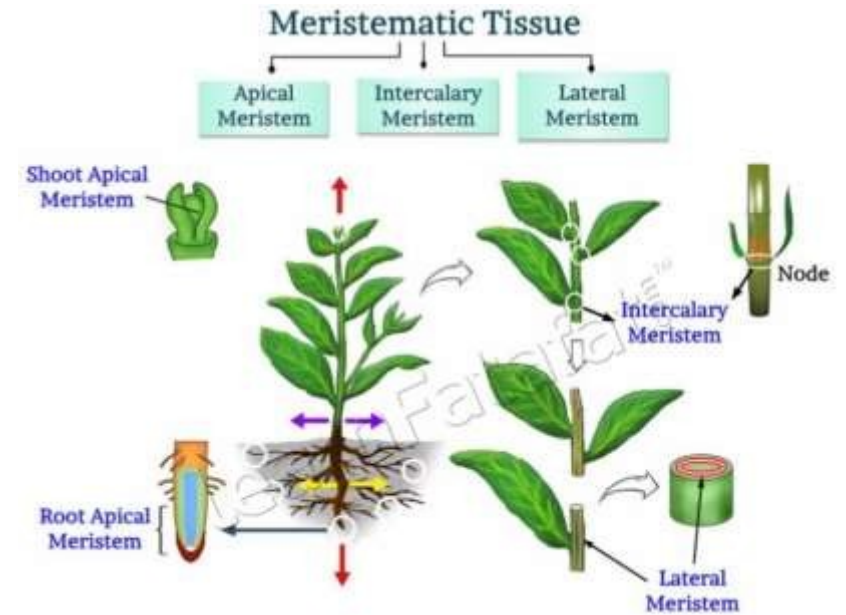 Meristematic Tissue
Apical
Meristem
Intercalary
Meristem
Lateral
Meristem
Shoot Apical
Meristem
Node
Intercalary
Meristem
Root Apical
Meristem
Lateral
Meristem